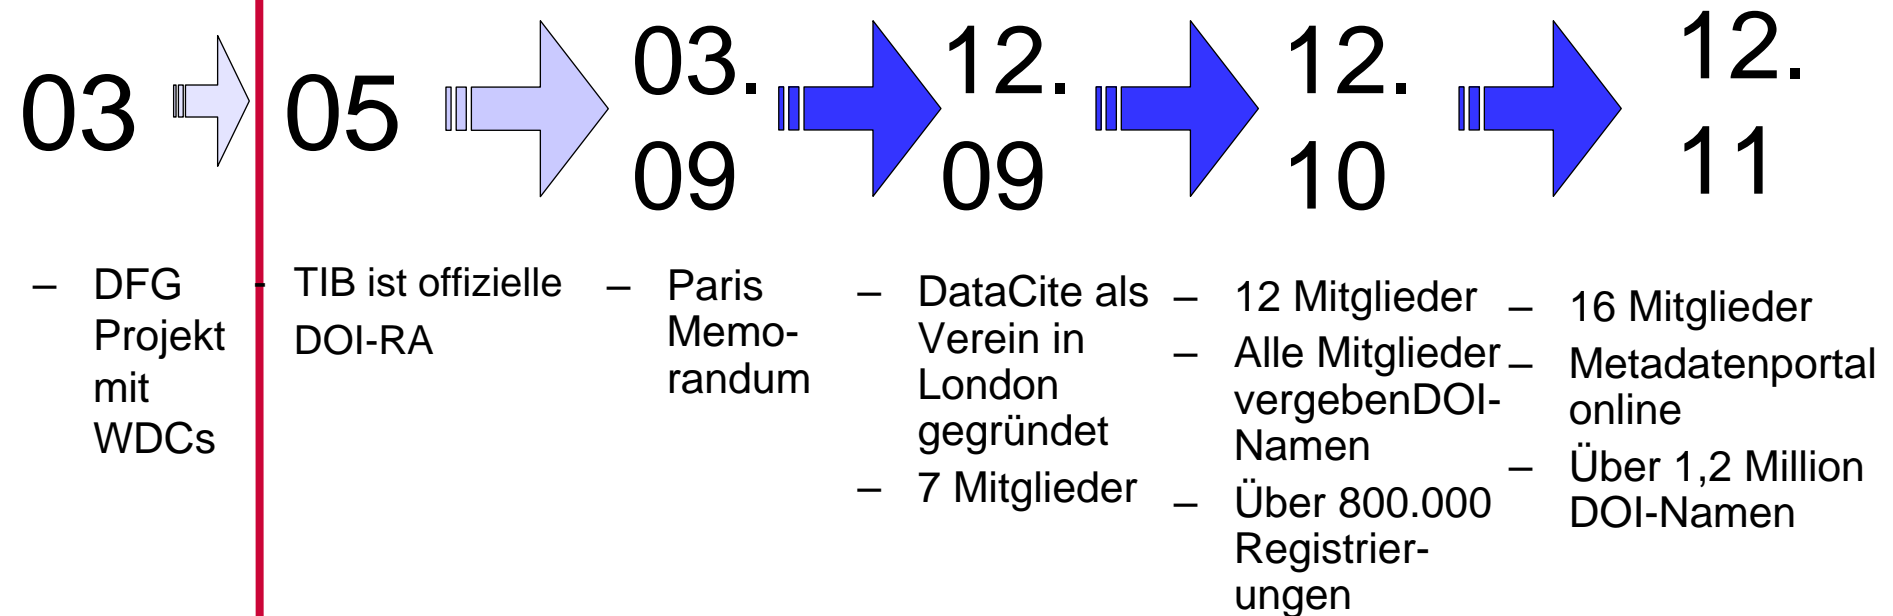 03
05
03.
09
12.
09
12.
10
12.
11
– DFG
Projekt
mit
WDCs
- TIB ist offizielle
DOI-RA
– Paris
Memo-
randum
– DataCite als
Verein in
London
gegründet
– 7 Mitglieder
– 12 Mitglieder
– Alle Mitglieder
vergebenDOI-
Namen
– Über 800.000
Registrier-
ungen
– 16 Mitglieder
– Metadatenportal
online
– Über 1,2 Million
DOI-Namen